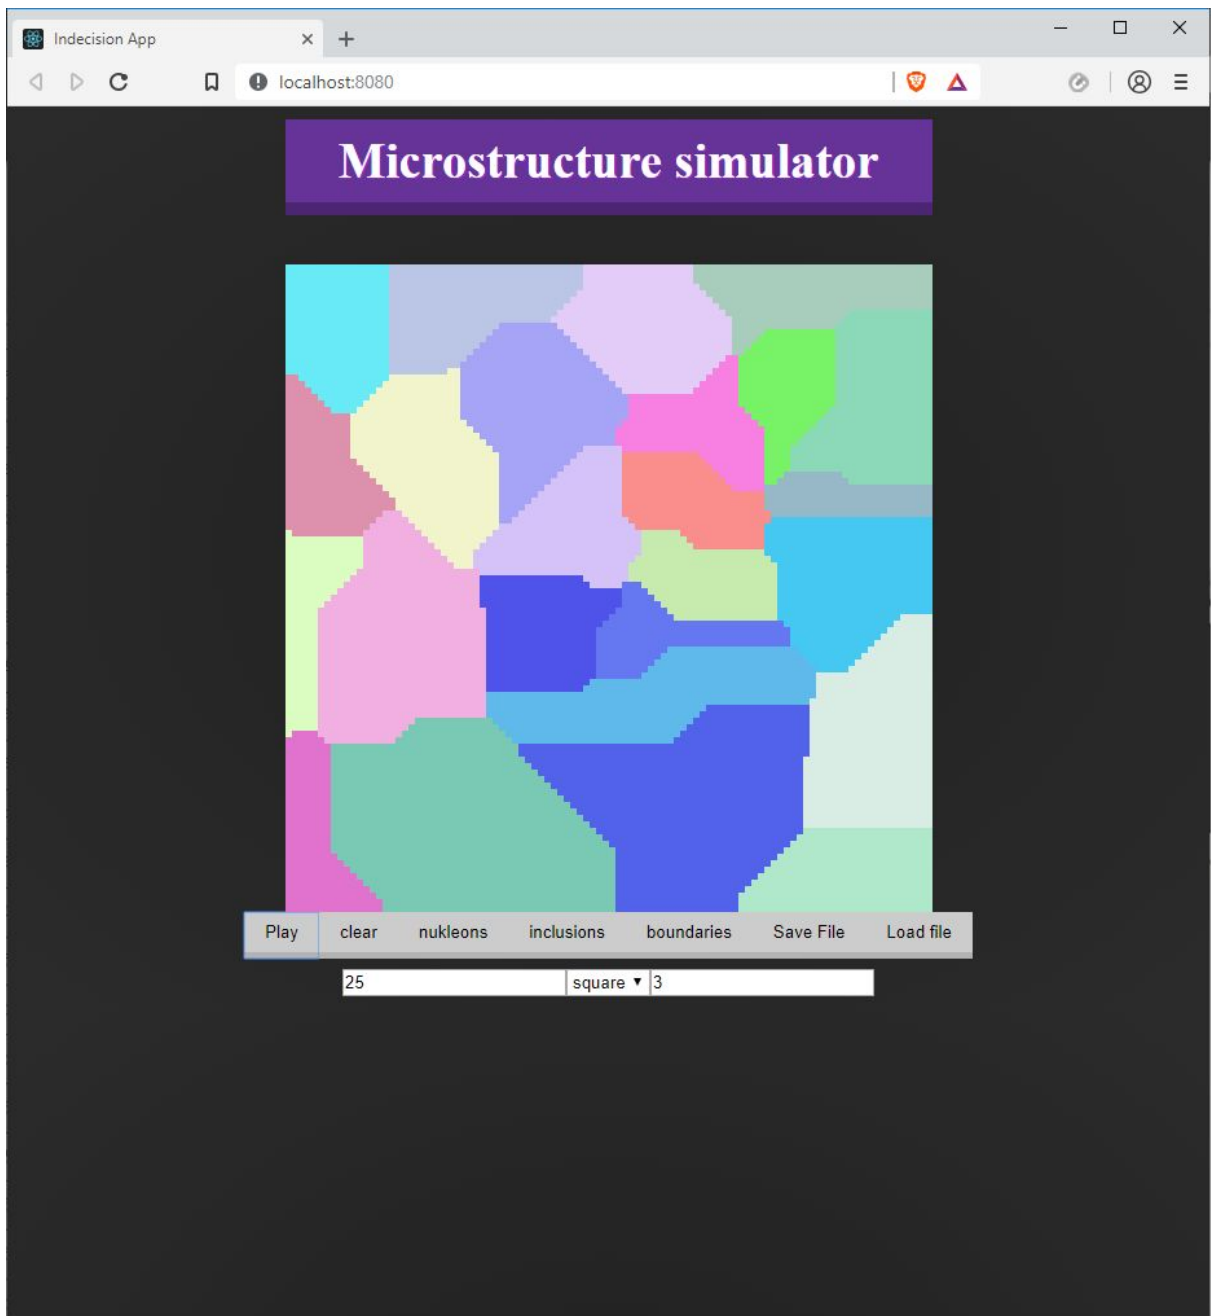 Indecision App
localhost:8080
Microstructure simulator
Play clear nukleons inclusions boundaries Save File Load file
25 square 3